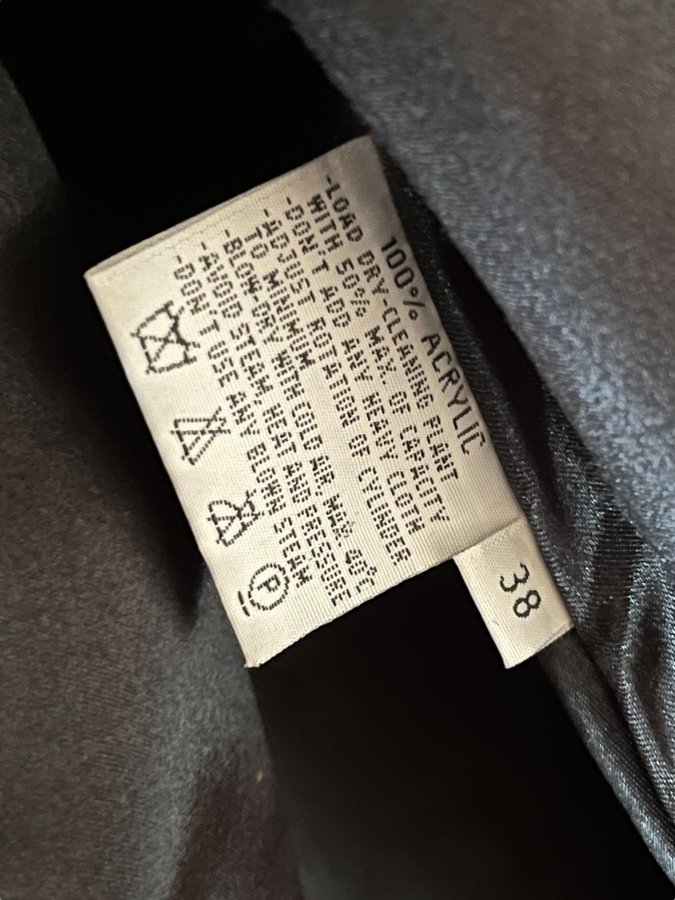 100% ACRYLIC
-LOAD DRY-CLEANING PLANT
WITH 50% MAX. OF CAPACITY
-DON'T ADD ANY HEAVY CLOTH
-ADJUST ROTATION OF CYLINDER
TO MINIMUM.
-BLOW-DRY WITH COLD AIR, MAX. 40°C
-AVOID STEAM, HEAT AND PRESSURE
-DON'T USE ANY BLOWN STEAM
P
38